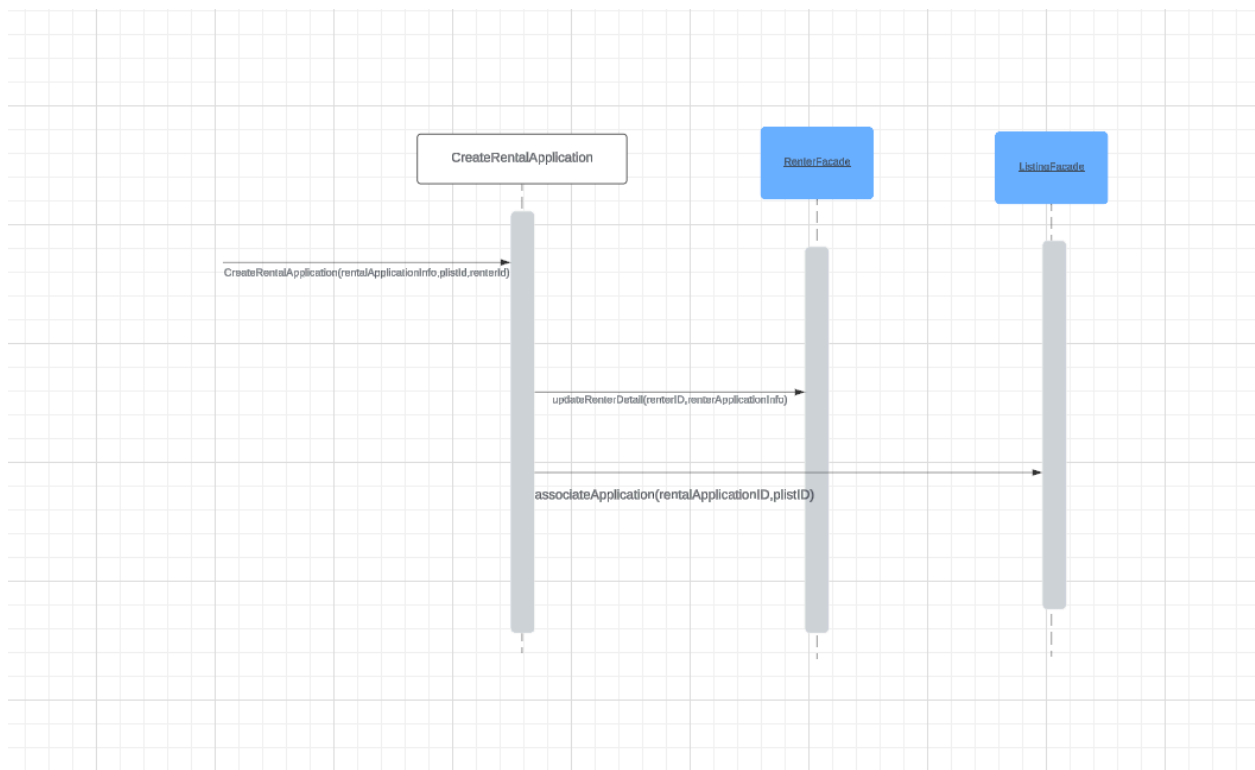 CreateRentalApplication
RenterFacade
ListingFacade
CreateRentalApplication(rentalApplicationInfo,plistId,renterId)
updateRenterDetail(renterID,renterApplicationInfo)
associateApplication(rentalApplicationID,plistID)